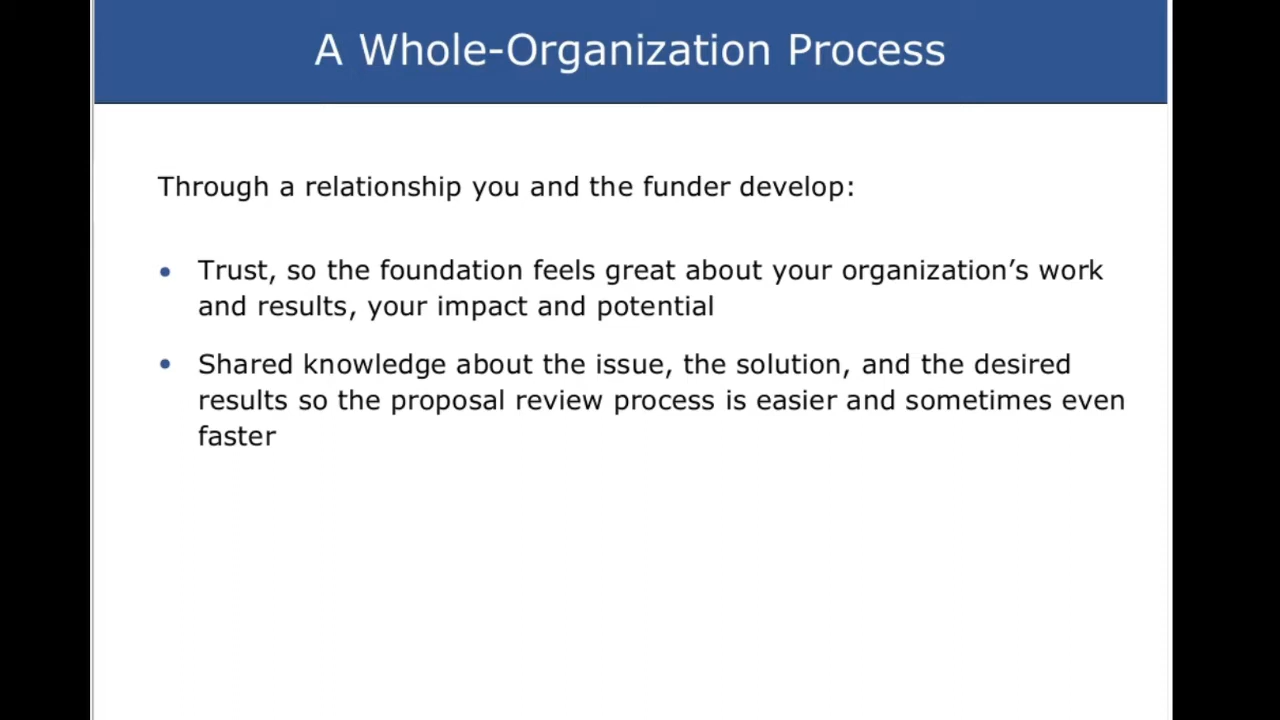 A Whole-Organization Process
Through a relationship you and the funder develop:
• Trust, so the foundation feels great about your organization’s work
and results, your impact and potential
• Shared knowledge about the issue, the solution, and the desired
results so the proposal review process is easier and sometimes even
faster